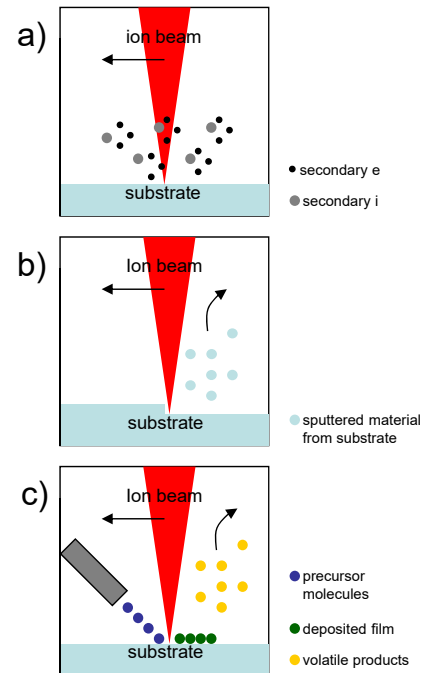 a)
ion beam
substrate
secondary e
secondary i
b)
Ion beam
substrate
sputtered material
from substrate
c)
Ion beam
substrate
precursor
molecules
deposited film
volatile products